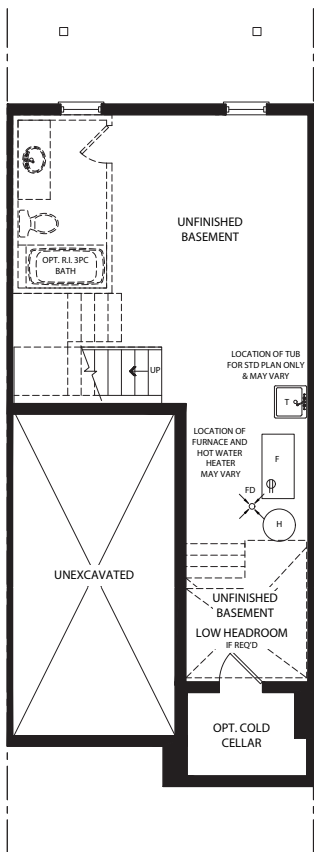 UNFINISHED
BASEMENT
OPT. R.I. 3PC
BATH
UP
LOCATION OF TUB
FOR STD PLAN ONLY
& MAY VARY
T
LOCATION OF
FURNACE AND
HOT WATER
HEATER
MAY VARY
F
FD
H
UNEXCAVATED
UNFINISHED
BASEMENT
LOW HEADROOM
IF REQ'D
OPT. COLD
CELLAR